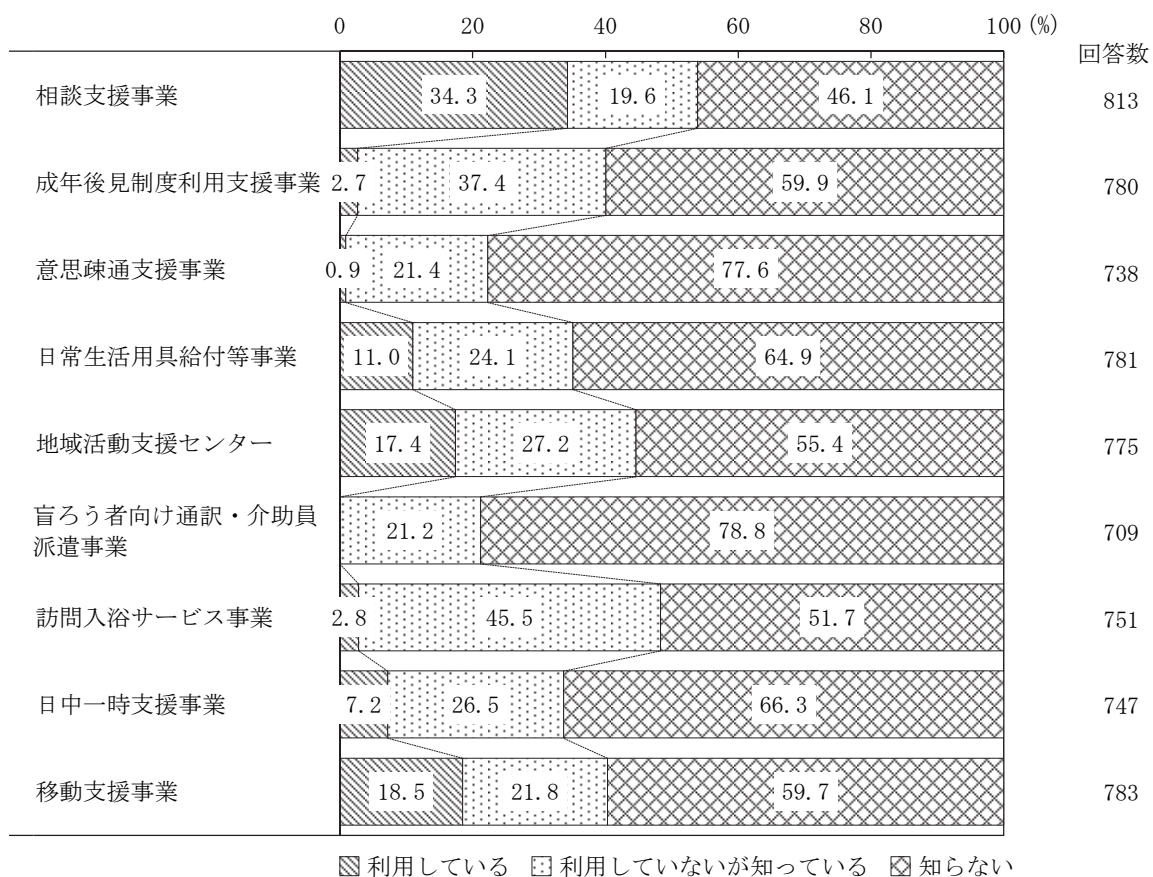 0 20 40 60 80 100 (%)
回答数
相談支援事業 34.3 19.6 46.1 813
成年後見制度利用支援事業 2.7 37.4 59.9 780
意思疎通支援事業 0.9 21.4 77.6 738
日常生活用具給付等事業 11.0 24.1 64.9 781
地域活動支援センター 17.4 27.2 55.4 775
盲ろう者向け通訳・介助員
派遣事業 21.2 78.8 709
訪問入浴サービス事業 2.8 45.5 51.7 751
日中一時支援事業 7.2 26.5 66.3 747
移動支援事業 18.5 21.8 59.7 783
利用している 利用していないが知っている 知らない